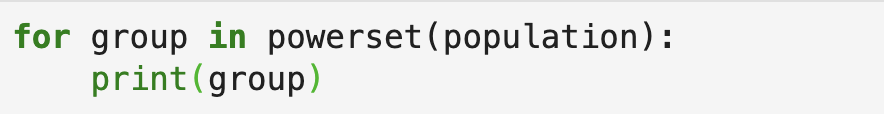 for group in powerset(population):
    print(group)